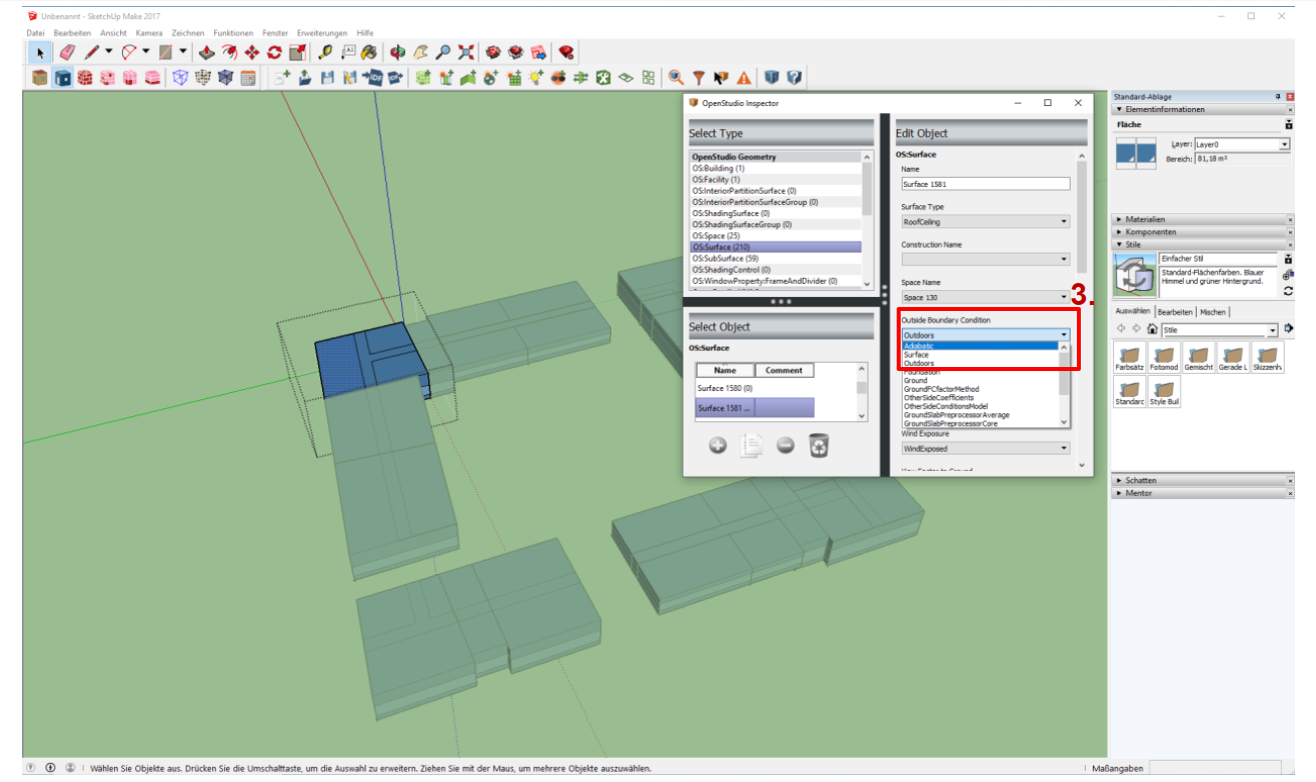 Unbenannt - SketchUp Make 2017
Datei Bearbeiten Ansicht Kamera Zeichnen Funktionen Fenster Erweiterungen Hilfe
OpenStudio Inspector
Select Type
OpenStudio Geometry
OS:Building (1)
OS:Facility (1)
OS:InteriorPartitionSurface (0)
OS:InteriorPartitionSurfaceGroup (0)
OS:ShadingSurface (0)
OS:ShadingSurfaceGroup (0)
OS:Space (25)
OS:Surface (210)
OS:SubSurface (59)
OS:ShadingControl (0)
OS:WindowProperty:FrameAndDivider (0)
Select Object
OS:Surface
Name Comment
Surface 1580 (0)
Surface 1581 ...
Edit Object
OS:Surface
Name
Surface 1581
Surface Type
RoofCeiling
Construction Name
Space Name
Space 130
3.
Outside Boundary Condition
Outdoors
Adiabatic
Surface
Outdoors
Foundation
Ground
GroundFCfactorMethod
OtherSideCoefficients
OtherSideConditionsModel
GroundSlabPreprocessorAverage
GroundSlabPreprocessorCore
Wind Exposure
WindExposed
View Factor to Ground
Standard-Ablage
Elementinformationen
Fläche
Layer: Layer0
Bereich: 81,18 m²
Materialien
Komponenten
Stile
Einfacher Stil
Standard-Flächenfarben. Blauer
Himmel und grüner Hintergrund.
Auswählen Bearbeiten Mischen
Stile
Farbsätz Fotomod Gemischt Gerade L Skizzenh
Standarc Style Buil
Schatten
Mentor
Wählen Sie Objekte aus. Drücken Sie die Umschalttaste, um die Auswahl zu erweitern. Ziehen Sie mit der Maus, um mehrere Objekte auszuwählen.
Maßangaben